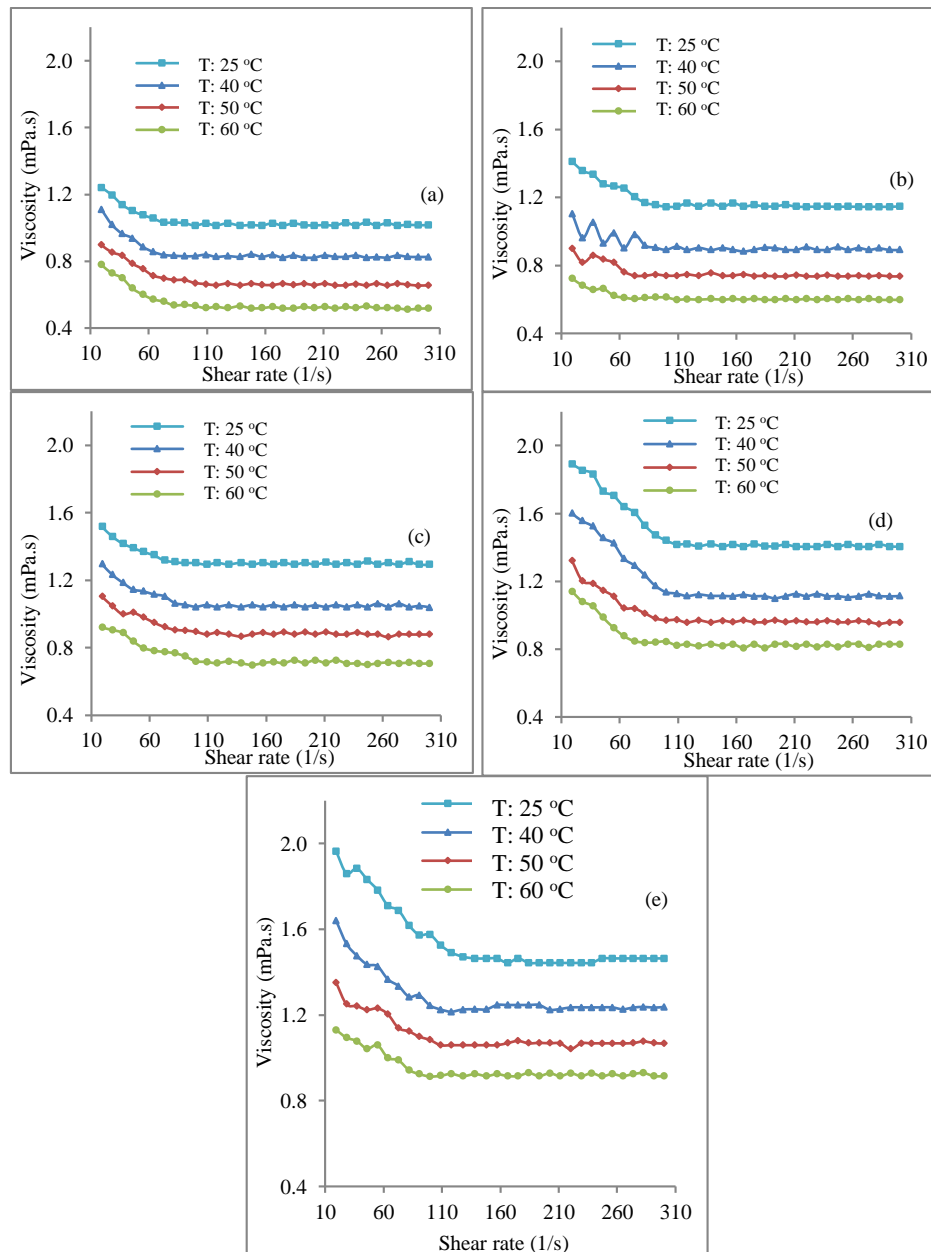 2.0
1.6
1.2
0.8
0.4
Viscosity (mPa.s)
T: 25 °C
T: 40 °C
T: 50 °C
T: 60 °C
(a)
10 60 110 160 210 260 310
Shear rate (1/s)
2.0
1.6
1.2
0.8
0.4
Viscosity (mPa.s)
T: 25 °C
T: 40 °C
T: 50 °C
T: 60 °C
(b)
10 60 110 160 210 260 310
Shear rate (1/s)
2.0
1.6
1.2
0.8
0.4
Viscosity (mPa.s)
T: 25 °C
T: 40 °C
T: 50 °C
T: 60 °C
(c)
10 60 110 160 210 260 310
Shear rate (1/s)
2.0
1.6
1.2
0.8
0.4
Viscosity (mPa.s)
T: 25 °C
T: 40 °C
T: 50 °C
T: 60 °C
(d)
10 60 110 160 210 260 310
Shear rate (1/s)
2.0
1.6
1.2
0.8
0.4
Viscosity (mPa.s)
T: 25 °C
T: 40 °C
T: 50 °C
T: 60 °C
(e)
10 60 110 160 210 260 310
Shear rate (1/s)